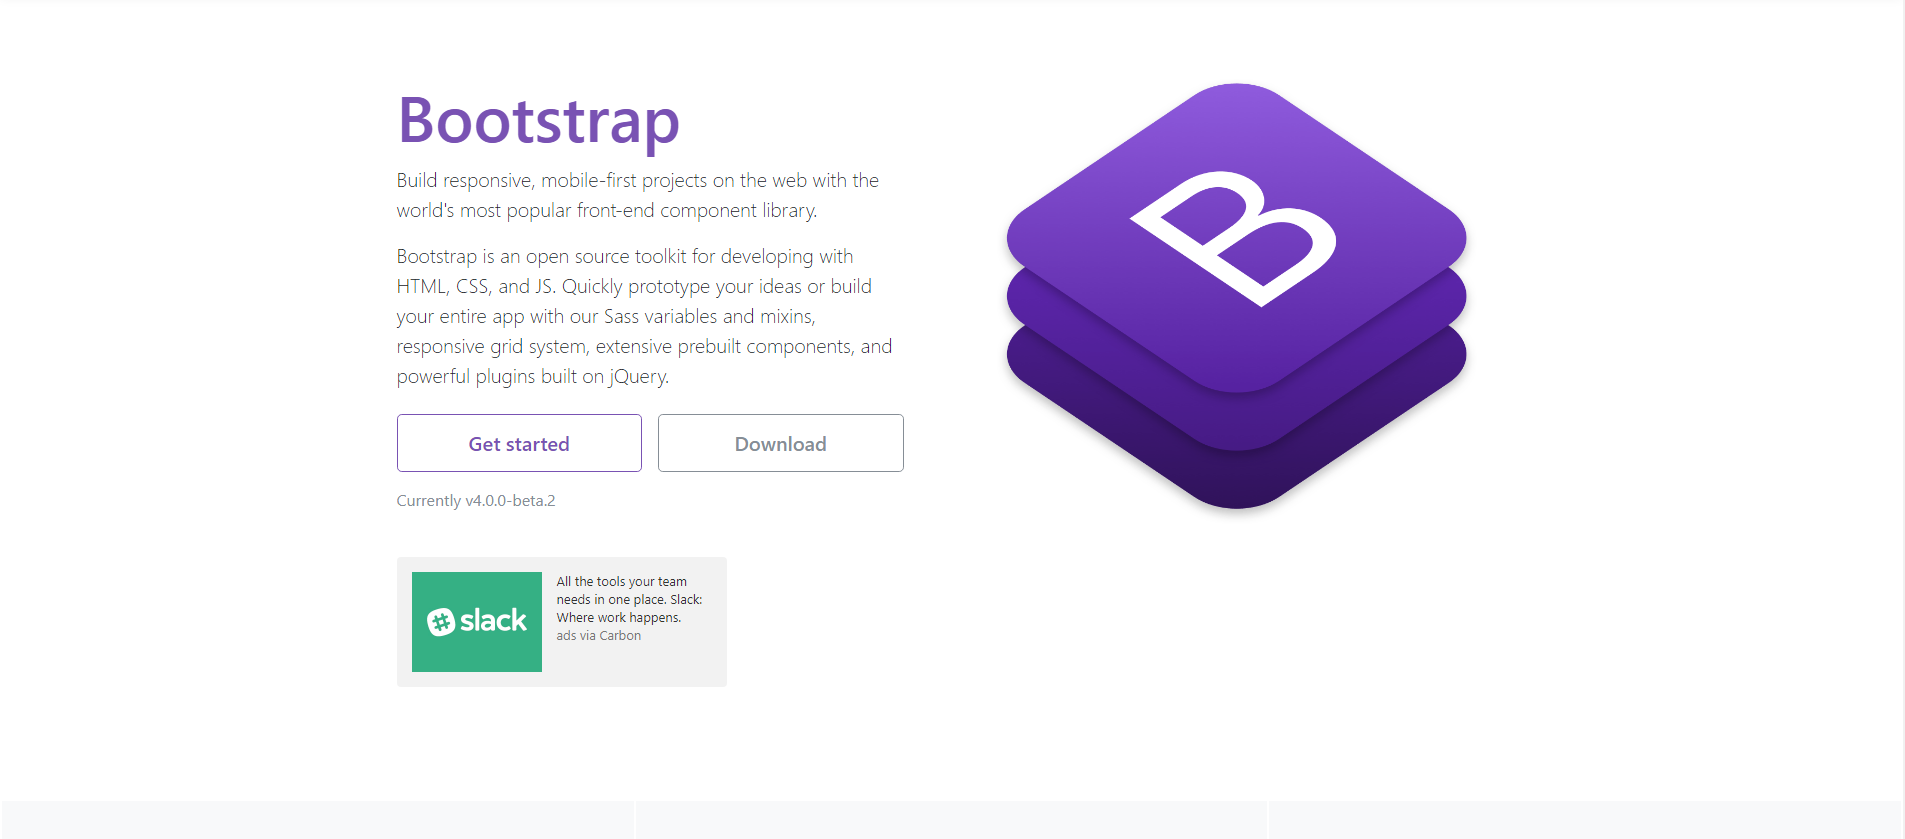 Bootstrap
Build responsive, mobile-first projects on the web with the
world's most popular front-end component library.
Bootstrap is an open source toolkit for developing with
HTML, CSS, and JS. Quickly prototype your ideas or build
your entire app with our Sass variables and mixins,
responsive grid system, extensive prebuilt components, and
powerful plugins built on jQuery.
Get started
Download
Currently v4.0.0-beta.2
slack
All the tools your team
needs in one place. Slack:
Where work happens.
ads via Carbon
B